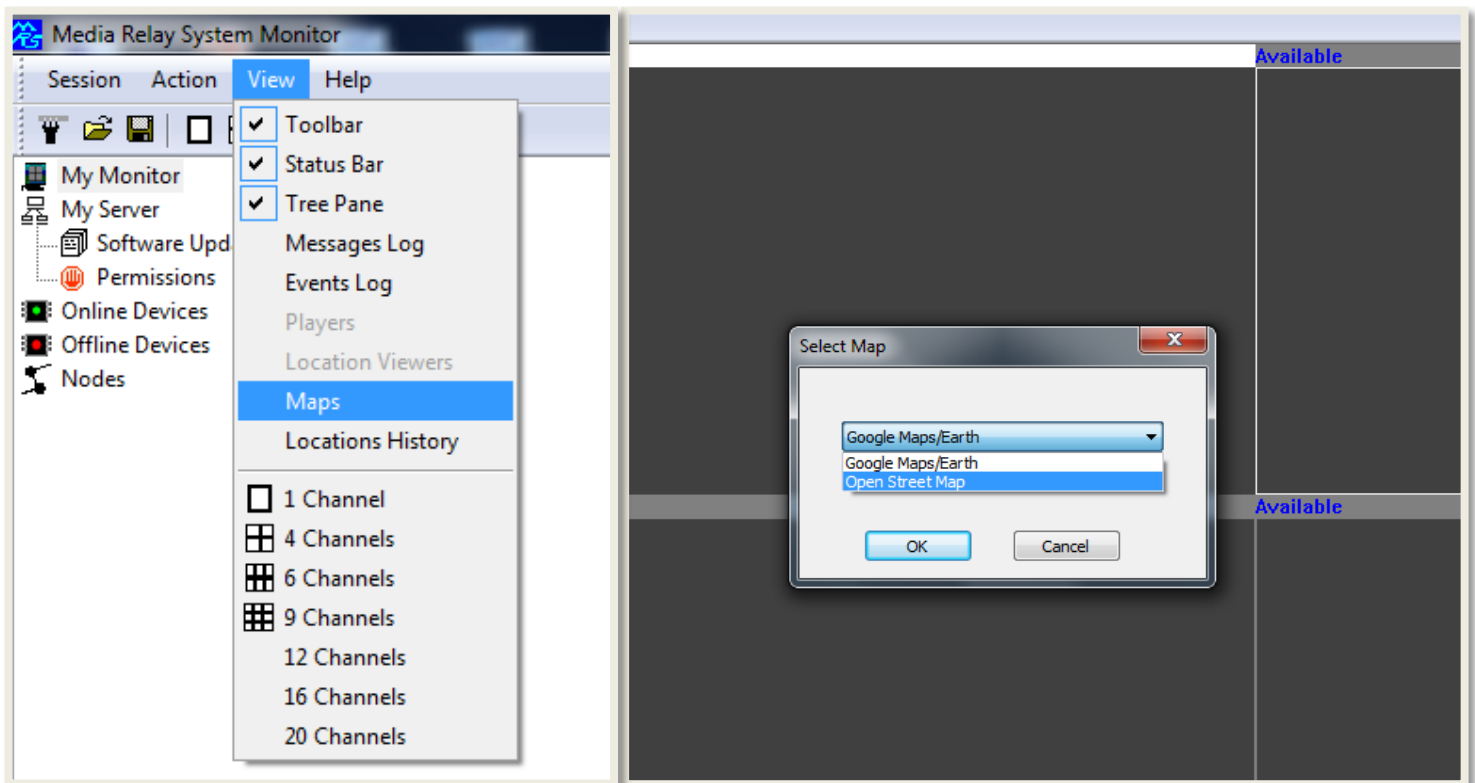 Media Relay System Monitor
Session Action View Help
My Monitor
My Server
Software Upd
Permissions
Online Devices
Offline Devices
Nodes
Toolbar
Status Bar
Tree Pane
Messages Log
Events Log
Players
Location Viewers
Maps
Locations History
1 Channel
4 Channels
6 Channels
9 Channels
12 Channels
16 Channels
20 Channels
Available
Select Map
Google Maps/Earth
Google Maps/Earth
Open Street Map
OK Cancel
Available